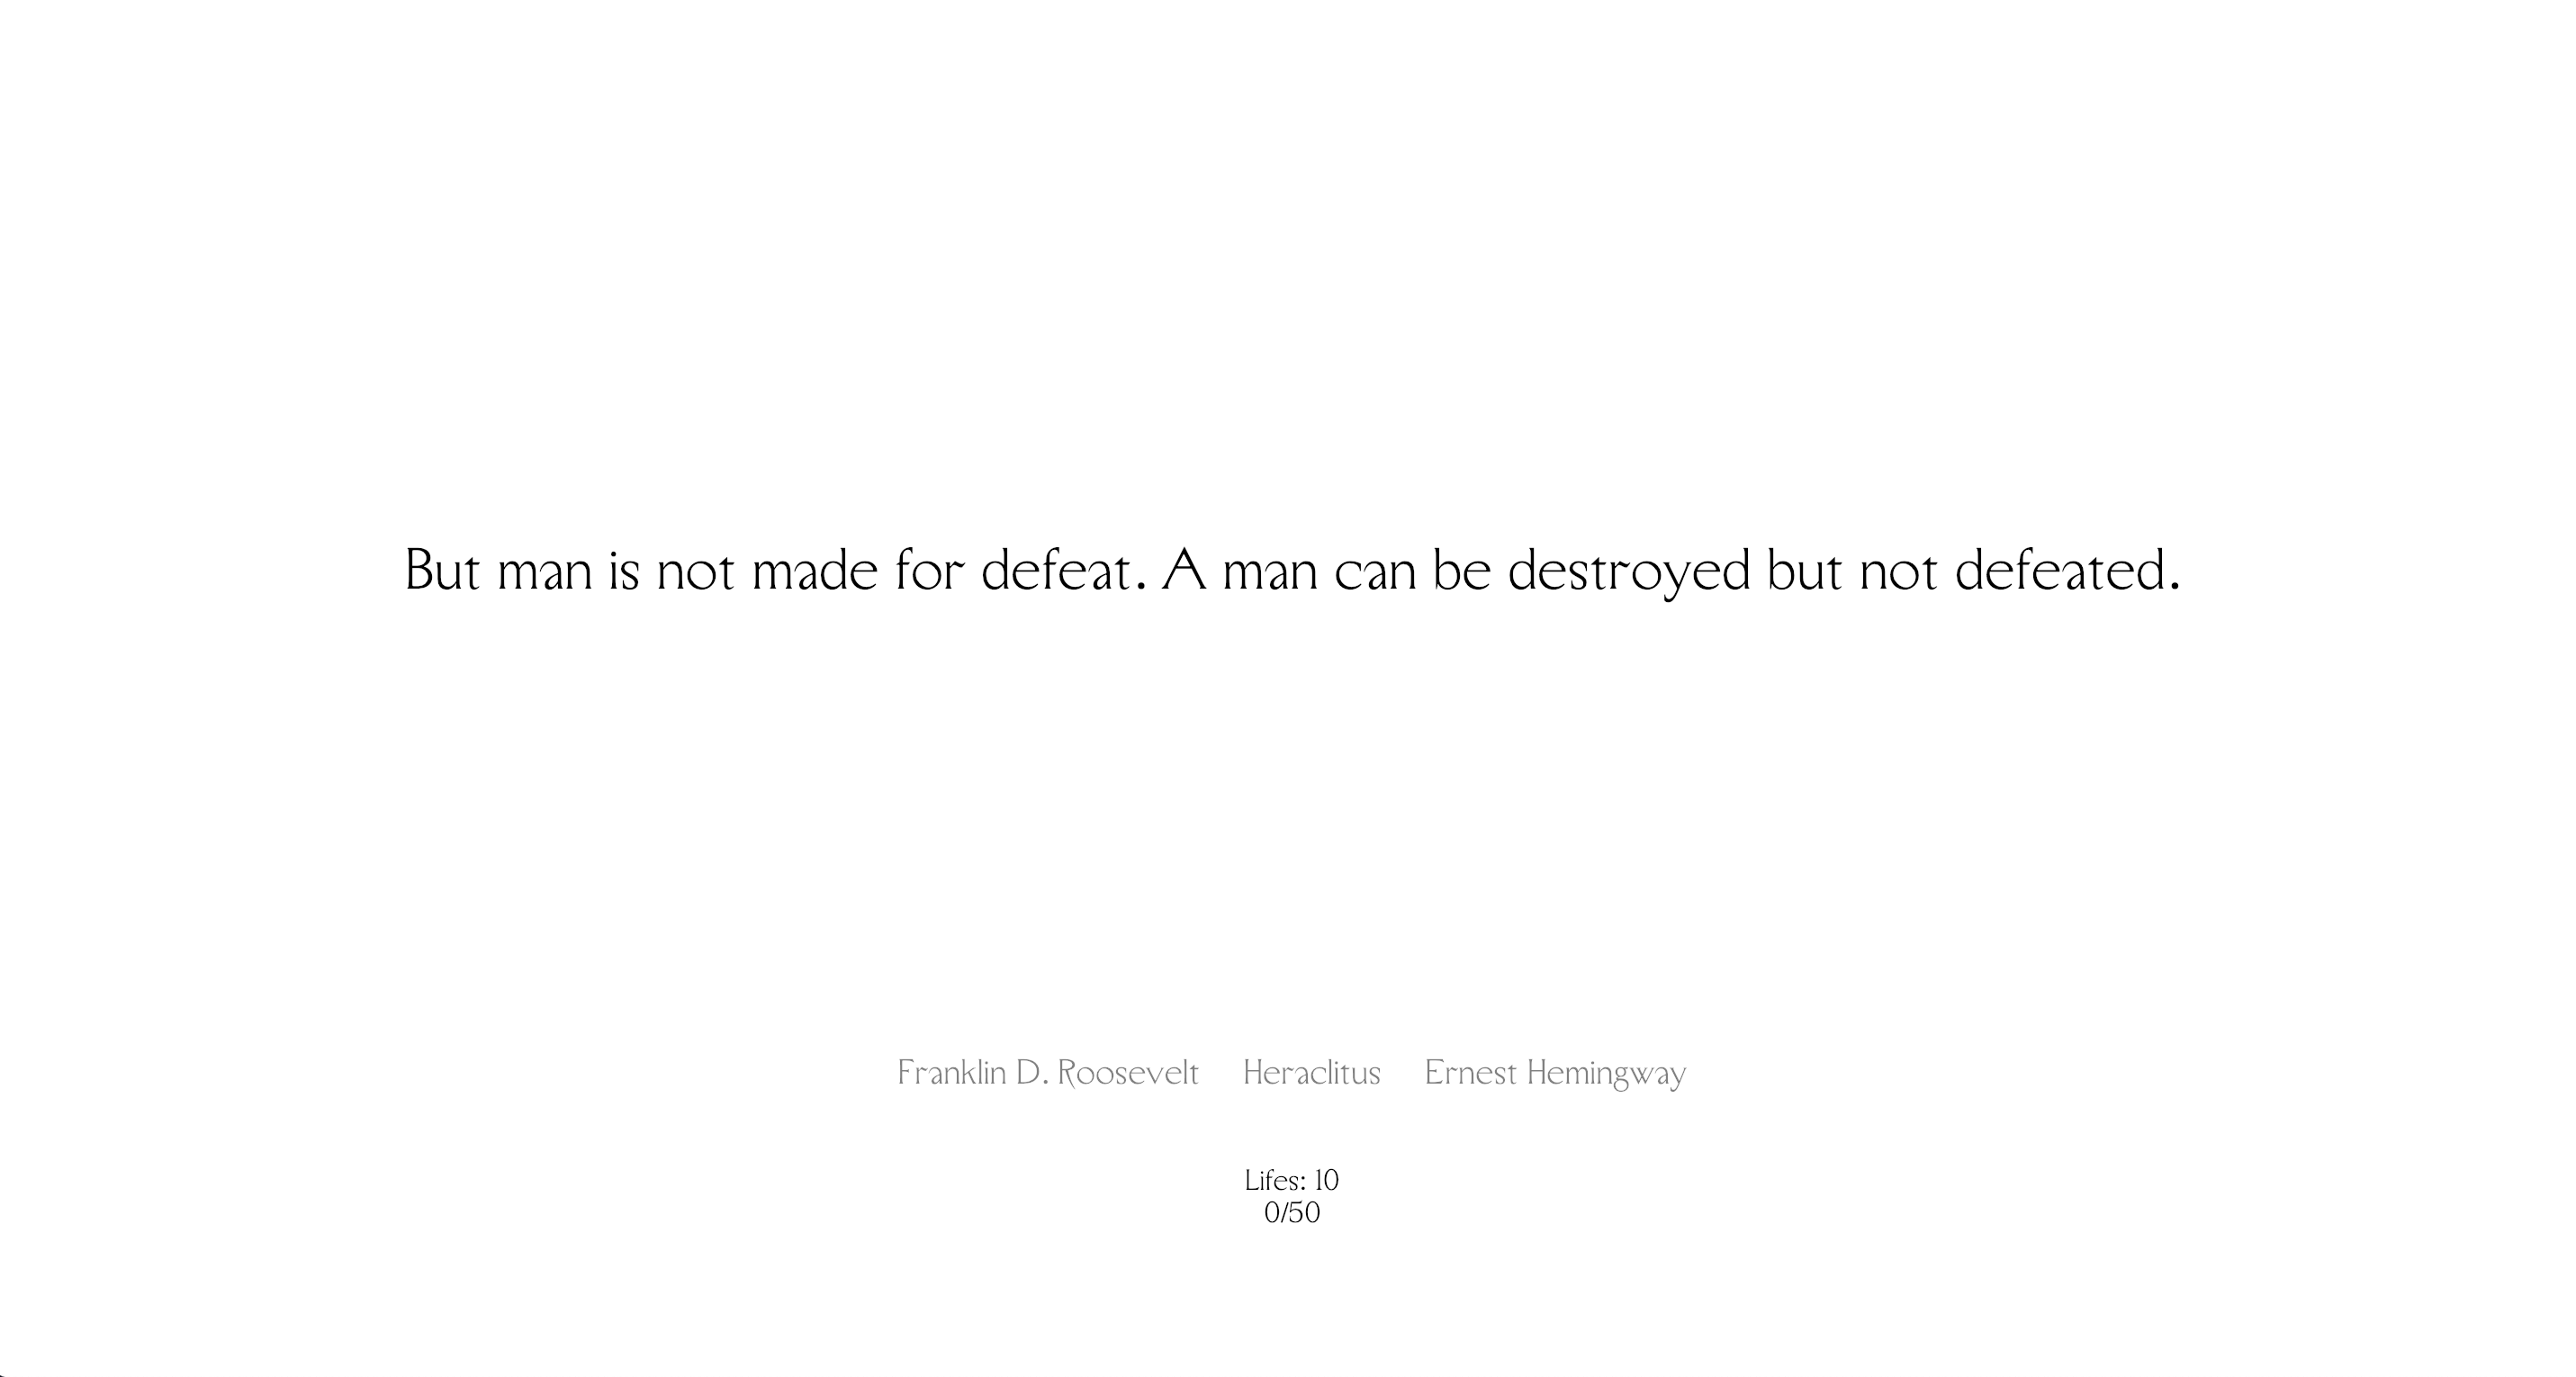 But man is not made for defeat. A man can be destroyed but not defeated.
Franklin D. Roosevelt Heraclitus Ernest Hemingway
Lifes: 10
0/50